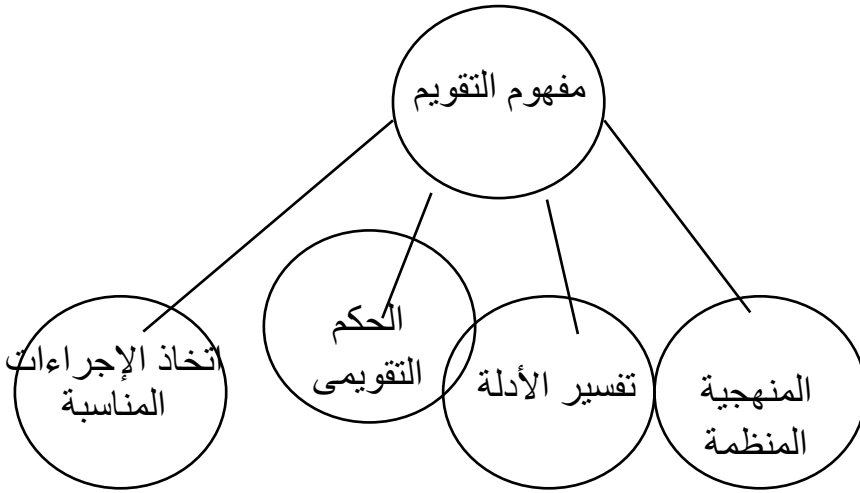 مفهوم التقويم
المنهجية
المنظمة
تفسير الأدلة
الحكم
التقويمى
اتخاذ الإجراءات
المناسبة